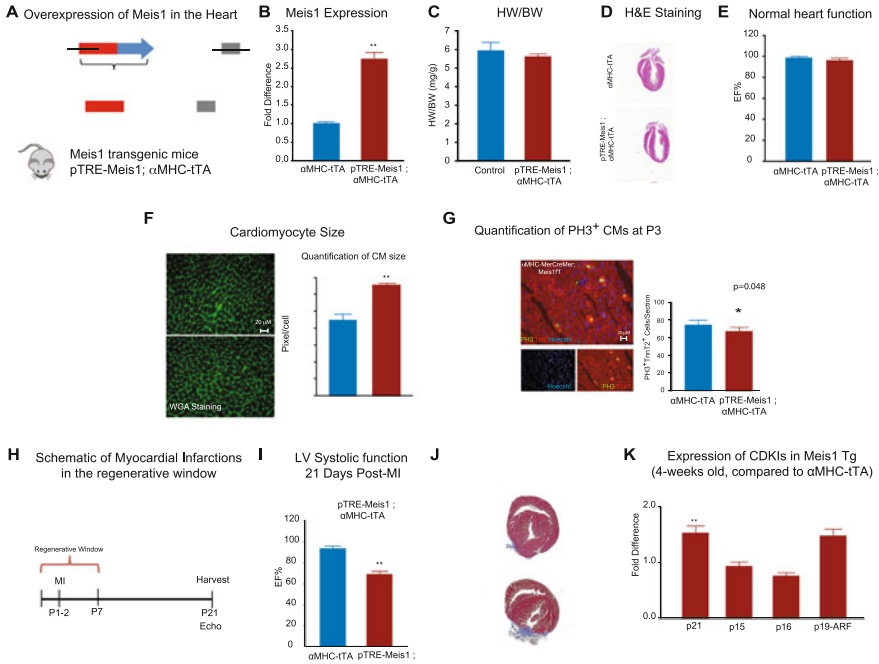 A Overexpression of Meis1 in the Heart
Meis1 transgenic mice
pTRE-Meis1; αMHC-tTA
B Meis1 Expression
Fold Difference
4.0
3.5
3.0
2.5
2.0
1.5
1.0
0.5
0.0
**
αMHC-tTA
pTRE-Meis1 ;
αMHC-tTA
C HW/BW
HW/BW (mg/g)
7
6
5
4
3
2
1
0
Control
pTRE-Meis1 ;
αMHC-tTA
D H&E Staining
αMHC-tTA
pTRE-Meis1 ;
αMHC-tTA
E Normal heart function
EF%
120
100
80
60
40
20
0
αMHC-tTA
pTRE-Meis1 ;
αMHC-tTA
F Cardiomyocyte Size
20 µM
WGA Staining
Quantification of CM size
Pixel/cell
**
G Quantification of PH3+ CMs at P3
αMHC-MerCreMer;
Meis1f/f
20 µM
PH3 Hoechst
Hoechst
PH3
p=0.048
PH3+TnnT2+ Cells/Section
100
80
60
40
20
0
*
αMHC-tTA
pTRE-Meis1 ;
αMHC-tTA
H Schematic of Myocardial Infarctions
in the regenerative window
Regenerative Window
MI
Harvest
P1-2
P7
P21
Echo
I LV Systolic function
21 Days Post-MI
pTRE-Meis1 ;
αMHC-tTA
EF%
120
100
80
60
40
20
0
**
αMHC-tTA
pTRE-Meis1 ;
J
K Expression of CDKIs in Meis1 Tg
(4-weeks old, compared to αMHC-tTA)
Fold Difference
2.0
1.0
0.0
**
p21
p15
p16
p19-ARF